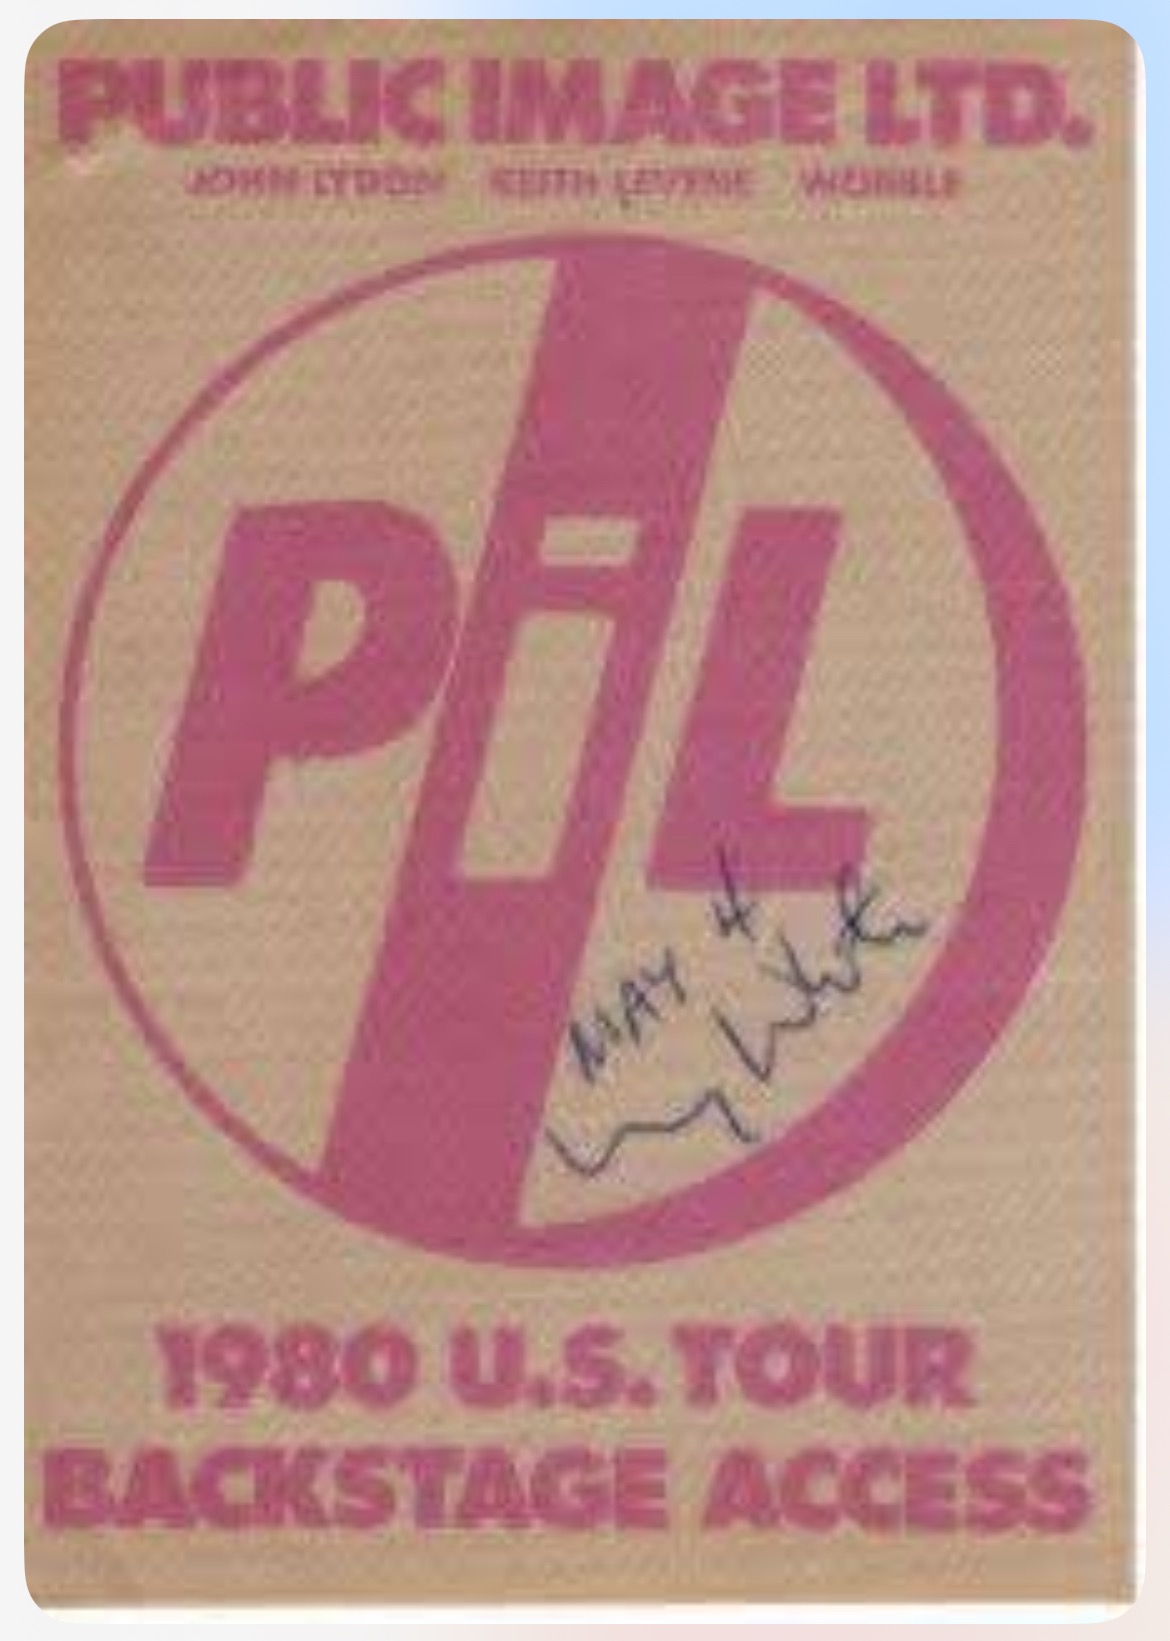 PUBLIC IMAGE LTD.
JOHN LYDON KEITH LEVENE WOBBLE
PiL
MAY 4
1980 U.S. TOUR
BACKSTAGE ACCESS